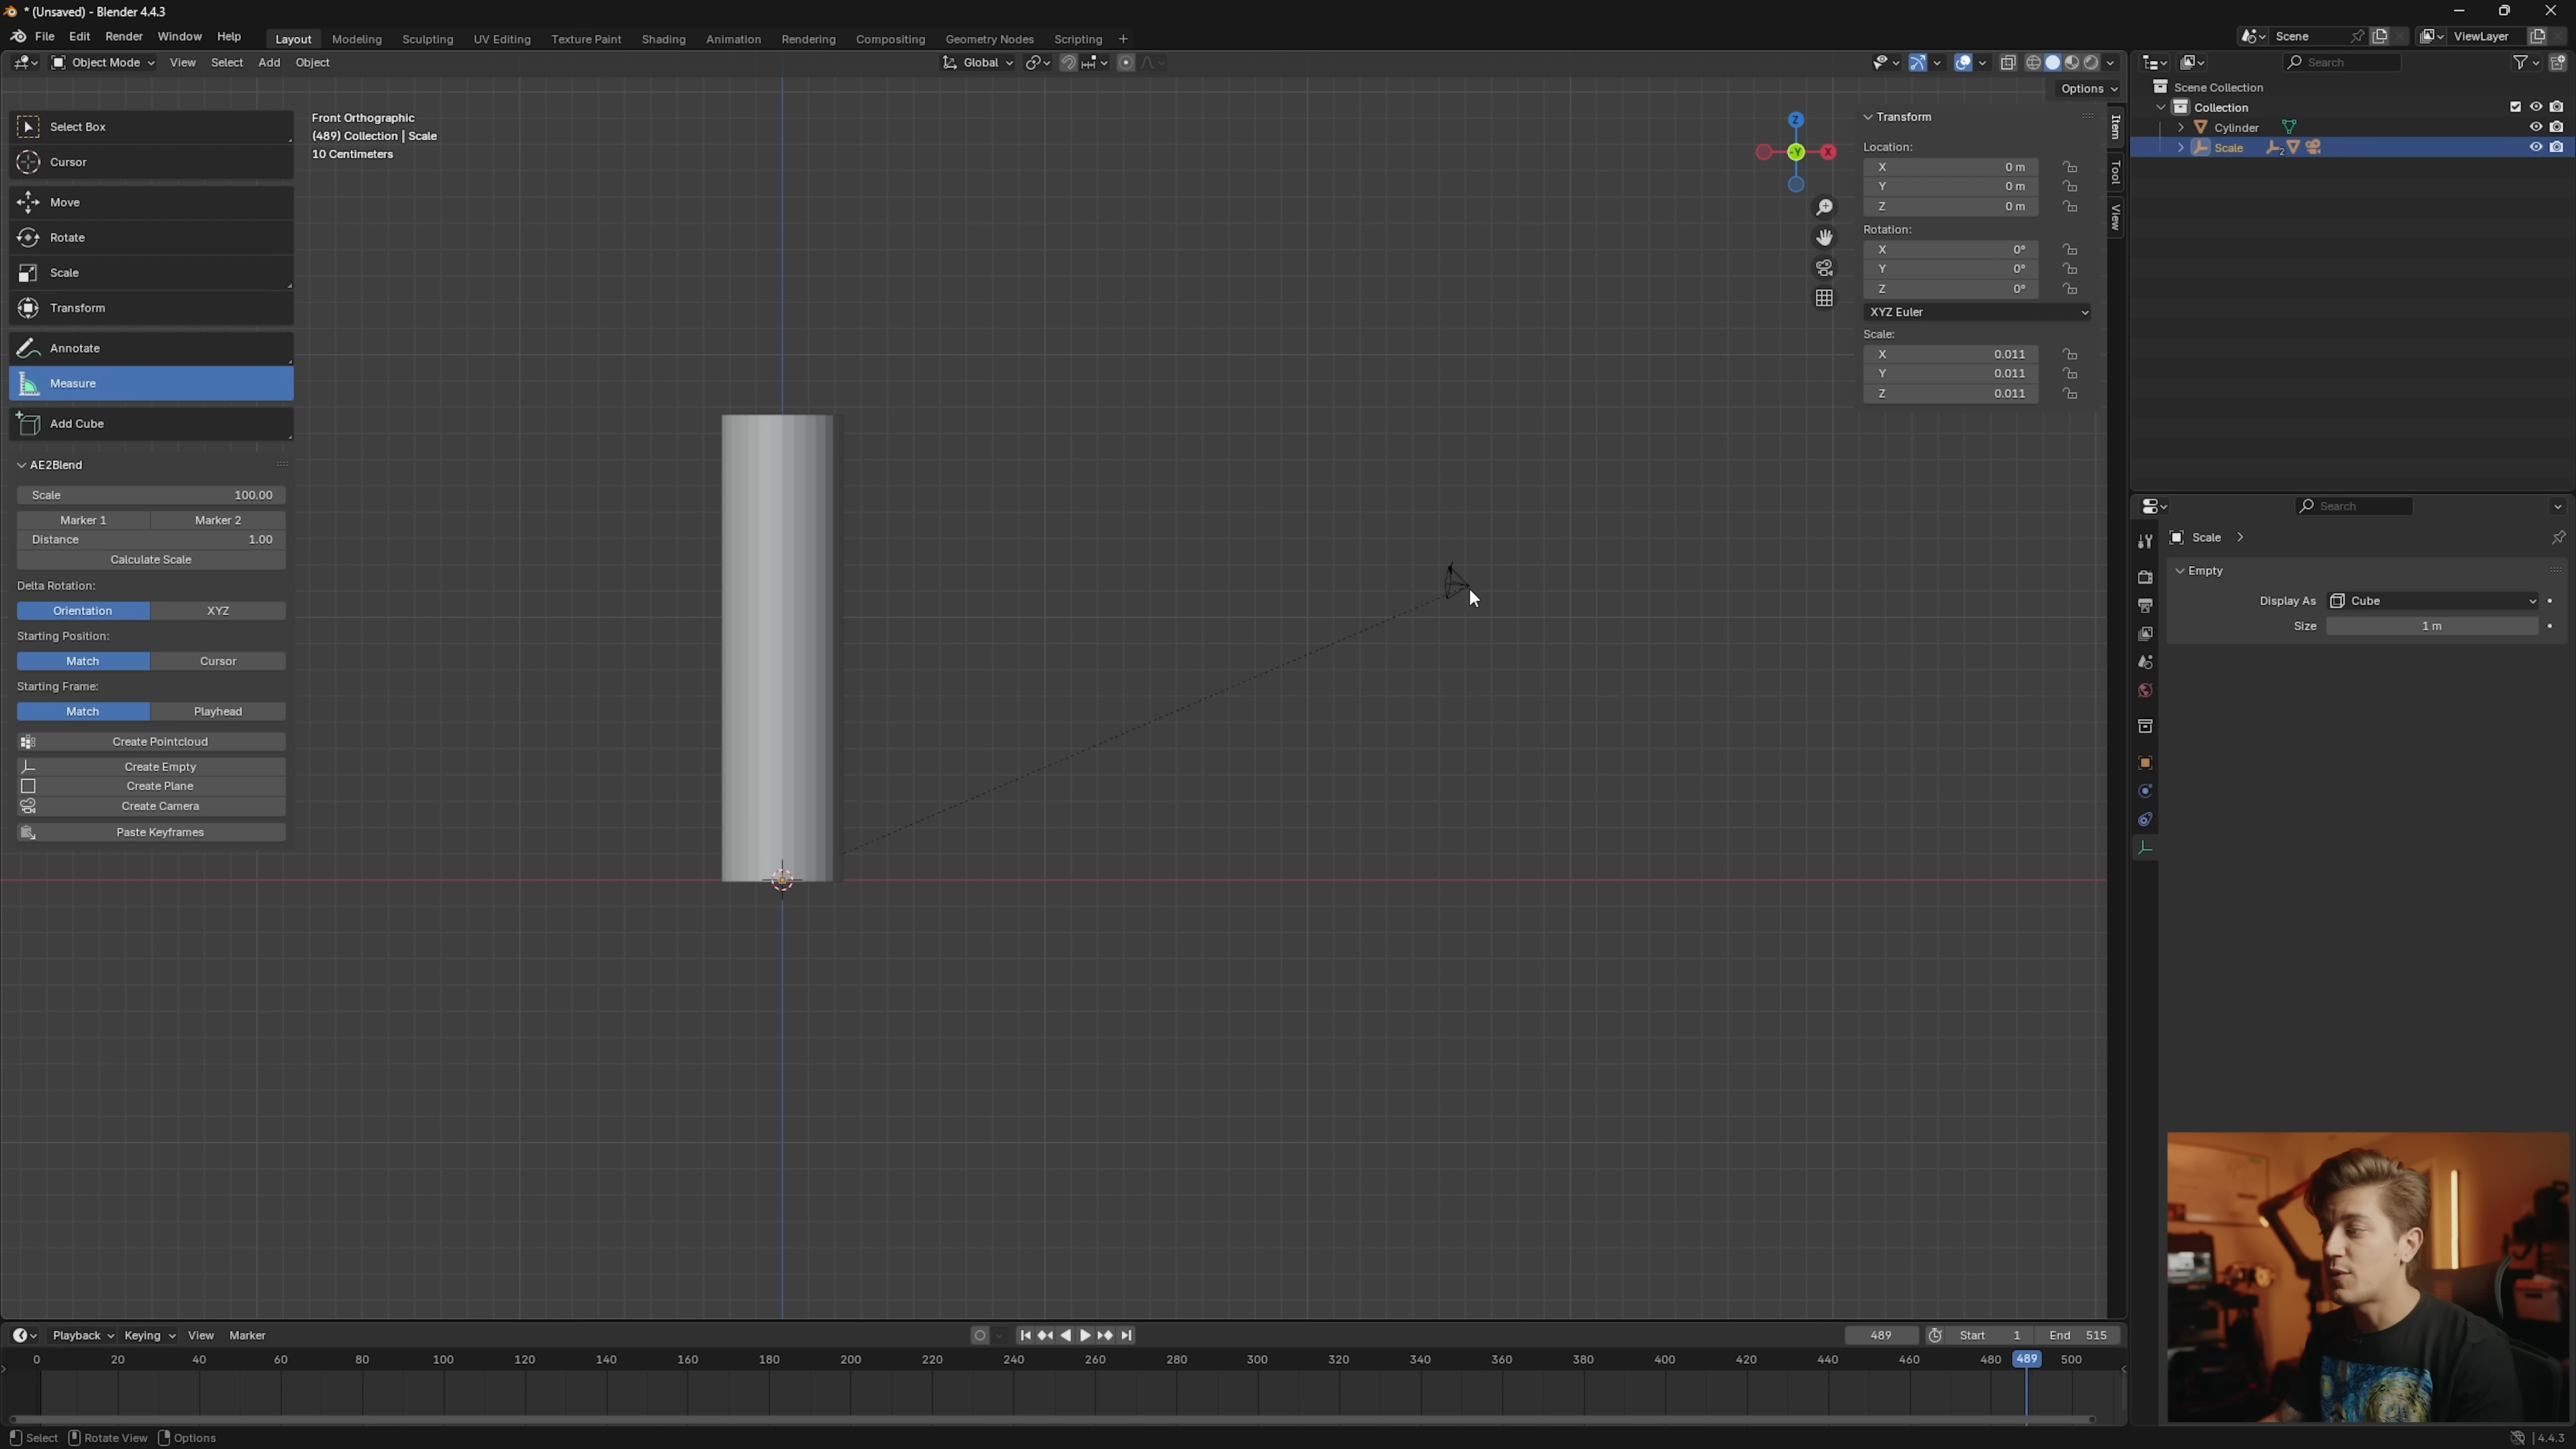 * (Unsaved) - Blender 4.4.3
File Edit Render Window Help Layout Modeling Sculpting UV Editing Texture Paint Shading Animation Rendering Compositing Geometry Nodes Scripting + Scene ViewLayer
Object Mode View Select Add Object Global Search
Options
Select Box
Cursor
Move
Rotate
Scale
Transform
Annotate
Measure
Add Cube
AE2Blend
Scale 100.00
Marker 1 Marker 2
Distance 1.00
Calculate Scale
Delta Rotation:
Orientation XYZ
Starting Position:
Match Cursor
Starting Frame:
Match Playhead
Create Pointcloud
Create Empty
Create Plane
Create Camera
Paste Keyframes
Front Orthographic
(489) Collection | Scale
10 Centimeters
Z
-Y
X
Transform
Location:
X 0 m
Y 0 m
Z 0 m
Rotation:
X 0°
Y 0°
Z 0°
XYZ Euler
Scale:
X 0.011
Y 0.011
Z 0.011
Item
Tool
View
Scene Collection
Collection
Cylinder
Scale 2
Search
Scale
Empty
Display As Cube
Size 1 m
Playback Keying View Marker 489 Start 1 End 515
0 20 40 60 80 100 120 140 160 180 200 220 240 260 280 300 320 340 360 380 400 420 440 460 480 489 500
Select Rotate View Options 4.4.3